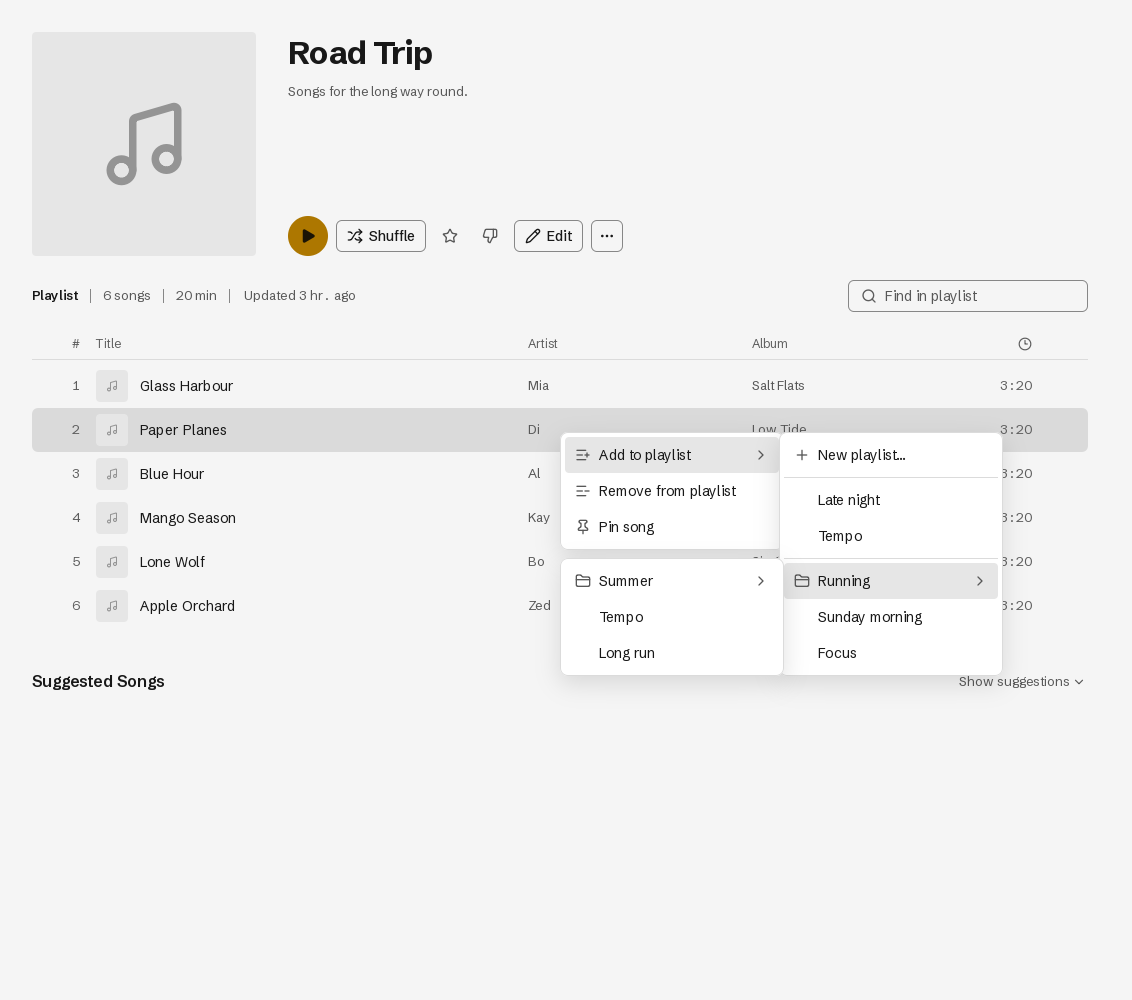 Road Trip
Songs for the long way round.
Shuffle
Edit
Playlist
6 songs
20 min
Updated 3 hr. ago
Find in playlist
# Title Artist Album
1 Glass Harbour Mia Salt Flats 3:20
2 Paper Planes Di Low Tide 3:20
3 Blue Hour Al 3:20
4 Mango Season Kay 3:20
5 Lone Wolf Bo 3:20
6 Apple Orchard Zed 3:20
Add to playlist
Remove from playlist
Pin song
New playlist...
Late night
Tempo
Running
Sunday morning
Focus
Summer
Tempo
Long run
Suggested Songs
Show suggestions